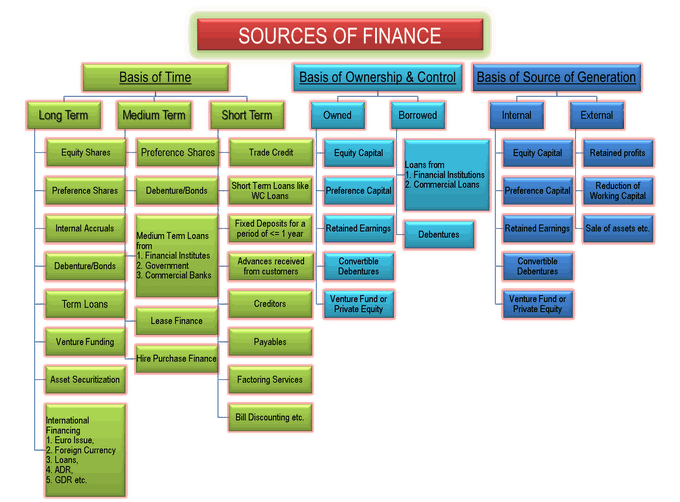 SOURCES OF FINANCE
Basis of Time
Long Term
Equity Shares
Preference Shares
Internal Accruals
Debenture/Bonds
Term Loans
Venture Funding
Asset Securitization
International
Financing
1. Euro Issue,
2. Foreign Currency
3. Loans,
4. ADR,
5. GDR etc.
Medium Term
Preference Shares
Debenture/Bonds
Medium Term Loans
from
1. Financial Institutes
2. Government
3. Commercial Banks
Lease Finance
Hire Purchase Finance
Short Term
Trade Credit
Short Term Loans like
WC Loans
Fixed Deposits for a
period of <= 1 year
Advances received
from customers
Creditors
Payables
Factoring Services
Bill Discounting etc.
Basis of Ownership & Control
Owned
Equity Capital
Preference Capital
Retained Earnings
Convertible
Debentures
Venture Fund or
Private Equity
Borrowed
Loans from
1. Financial Institutions
2. Commercial Loans
Debentures
Basis of Source of Generation
Internal
Equity Capital
Preference Capital
Retained Earnings
Convertible
Debentures
Venture Fund or
Private Equity
External
Retained profits
Reduction of
Working Capital
Sale of assets etc.